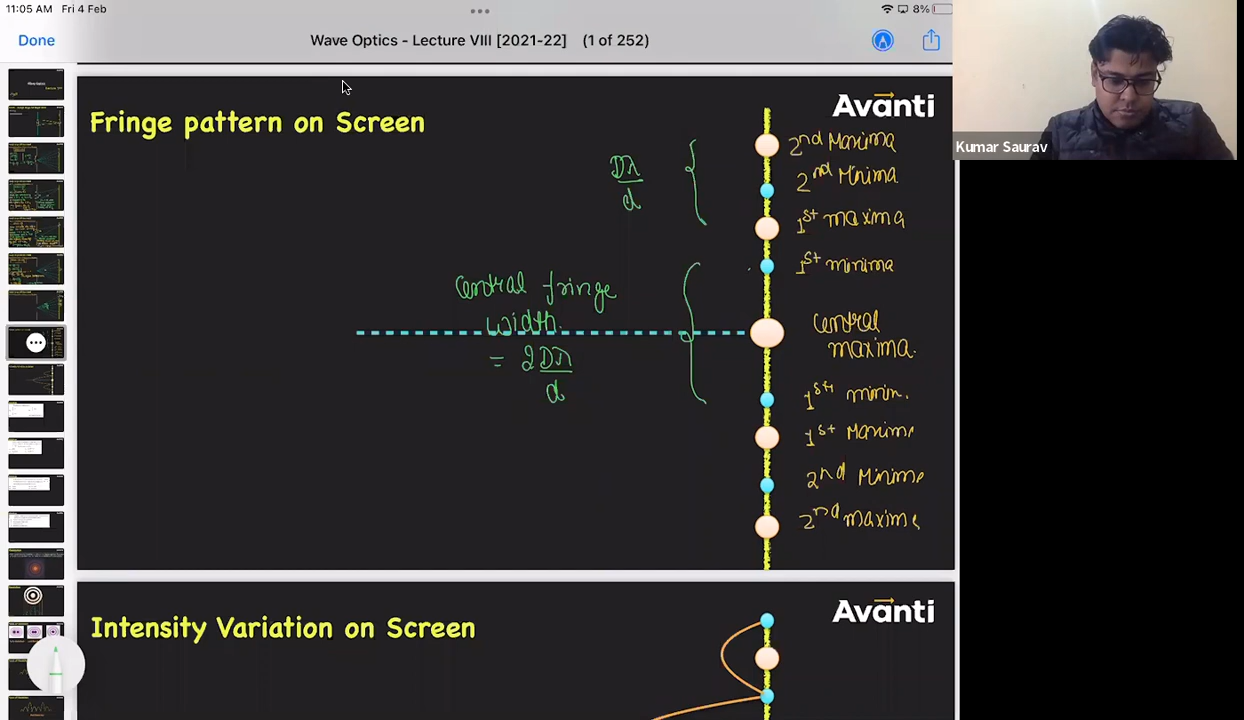 11:05 AM Fri 4 Feb
8%
Done
Wave Optics - Lecture VIII [2021-22] (1 of 252)
Fringe pattern on Screen
Avanti
Kumar Saurav
2nd Maxima
Dλ
d
2nd Minima
1st maxima
1st minima
central fringe
width.
= 2Dλ
d
Central
maxima.
1st minim.
1st Maxima
2nd Minima
2nd maxima
Intensity Variation on Screen
Avanti